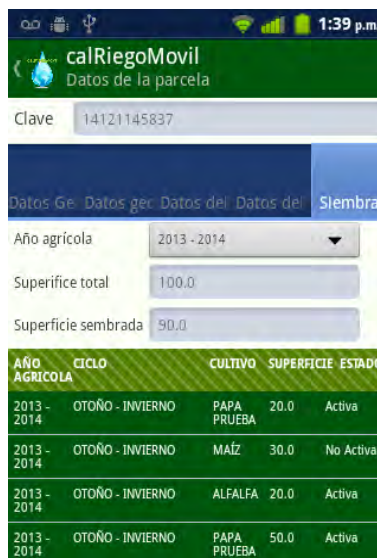 1:39 p.m
calRiegoMovil
Datos de la parcela
Clave 14121145837
Datos Ge Datos ged Datos del Datos del Siembra
Año agrícola 2013 - 2014
Superifice total 100.0
Superficie sembrada 90.0
AÑO AGRICOLA CICLO CULTIVO SUPERFICIE ESTADO
2013 - 2014 OTOÑO - INVIERNO PAPA PRUEBA 20.0 Activa
2013 - 2014 OTOÑO - INVIERNO MAÍZ 30.0 No Activa
2013 - 2014 OTOÑO - INVIERNO ALFALFA 20.0 Activa
2013 - 2014 OTOÑO - INVIERNO PAPA PRUEBA 50.0 Activa